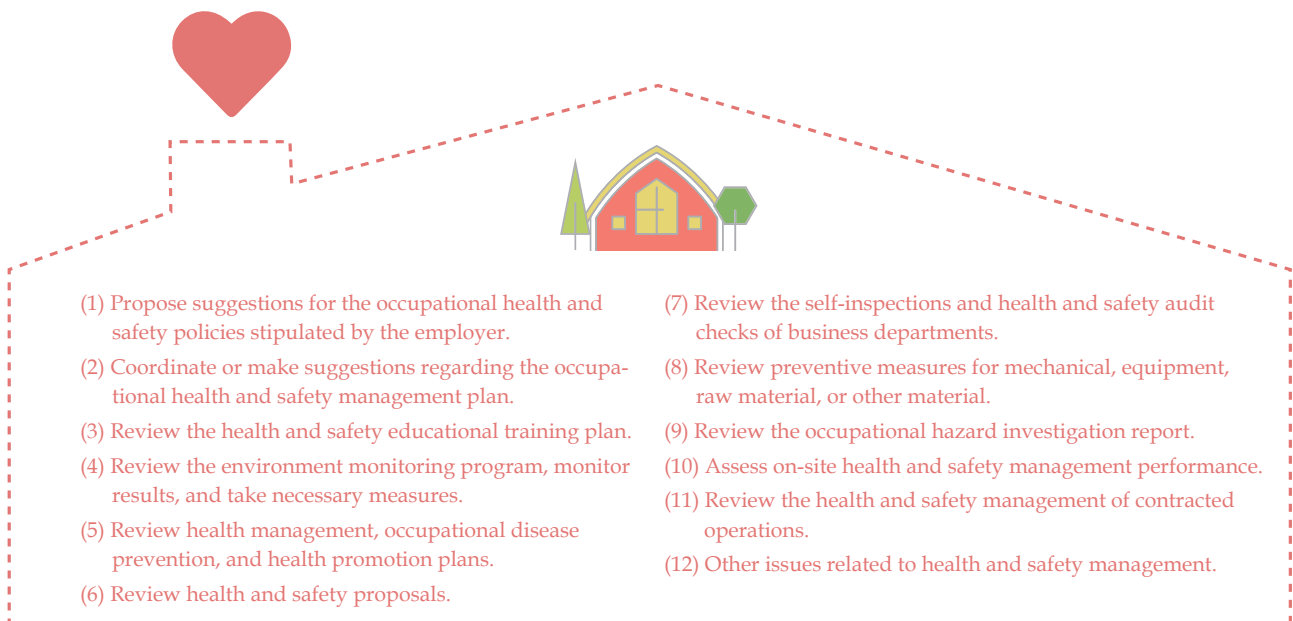 (1) Propose suggestions for the occupational health and
safety policies stipulated by the employer.
(2) Coordinate or make suggestions regarding the occupa-
tional health and safety management plan.
(3) Review the health and safety educational training plan.
(4) Review the environment monitoring program, monitor
results, and take necessary measures.
(5) Review health management, occupational disease
prevention, and health promotion plans.
(6) Review health and safety proposals.
(7) Review the self-inspections and health and safety audit
checks of business departments.
(8) Review preventive measures for mechanical, equipment,
raw material, or other material.
(9) Review the occupational hazard investigation report.
(10) Assess on-site health and safety management performance.
(11) Review the health and safety management of contracted
operations.
(12) Other issues related to health and safety management.